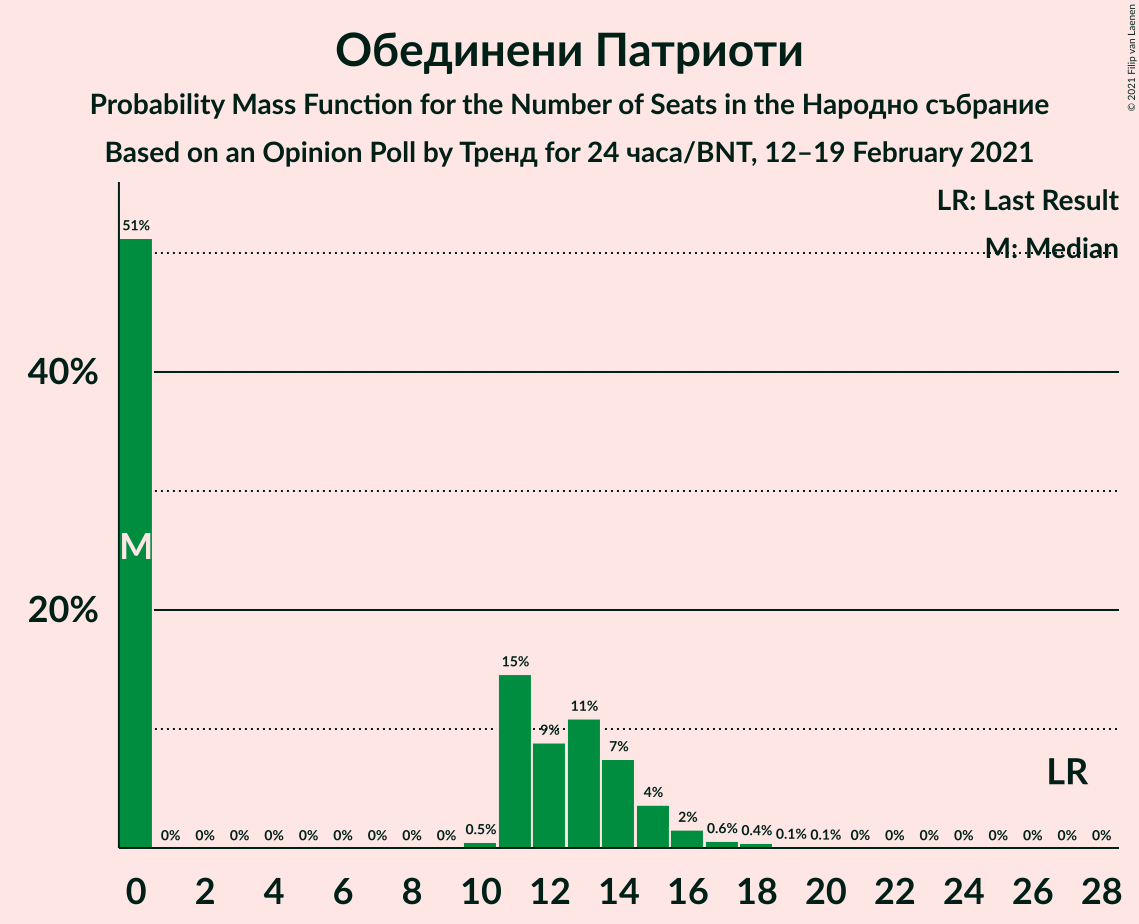 Обединени Патриоти
Probability Mass Function for the Number of Seats in the Народно събрание
Based on an Opinion Poll by Тренд for 24 часа/BNT, 12–19 February 2021
© 2021 Filip van Laenen
LR: Last Result
M: Median
51%
40%
M
20%
15%
11%
9%
7%
LR
4%
0% 0% 0% 0% 0% 0% 0% 0% 0% 0.5% 2% 0.6% 0.4% 0.1% 0.1% 0% 0% 0% 0% 0% 0% 0% 0%
0 2 4 6 8 10 12 14 16 18 20 22 24 26 28